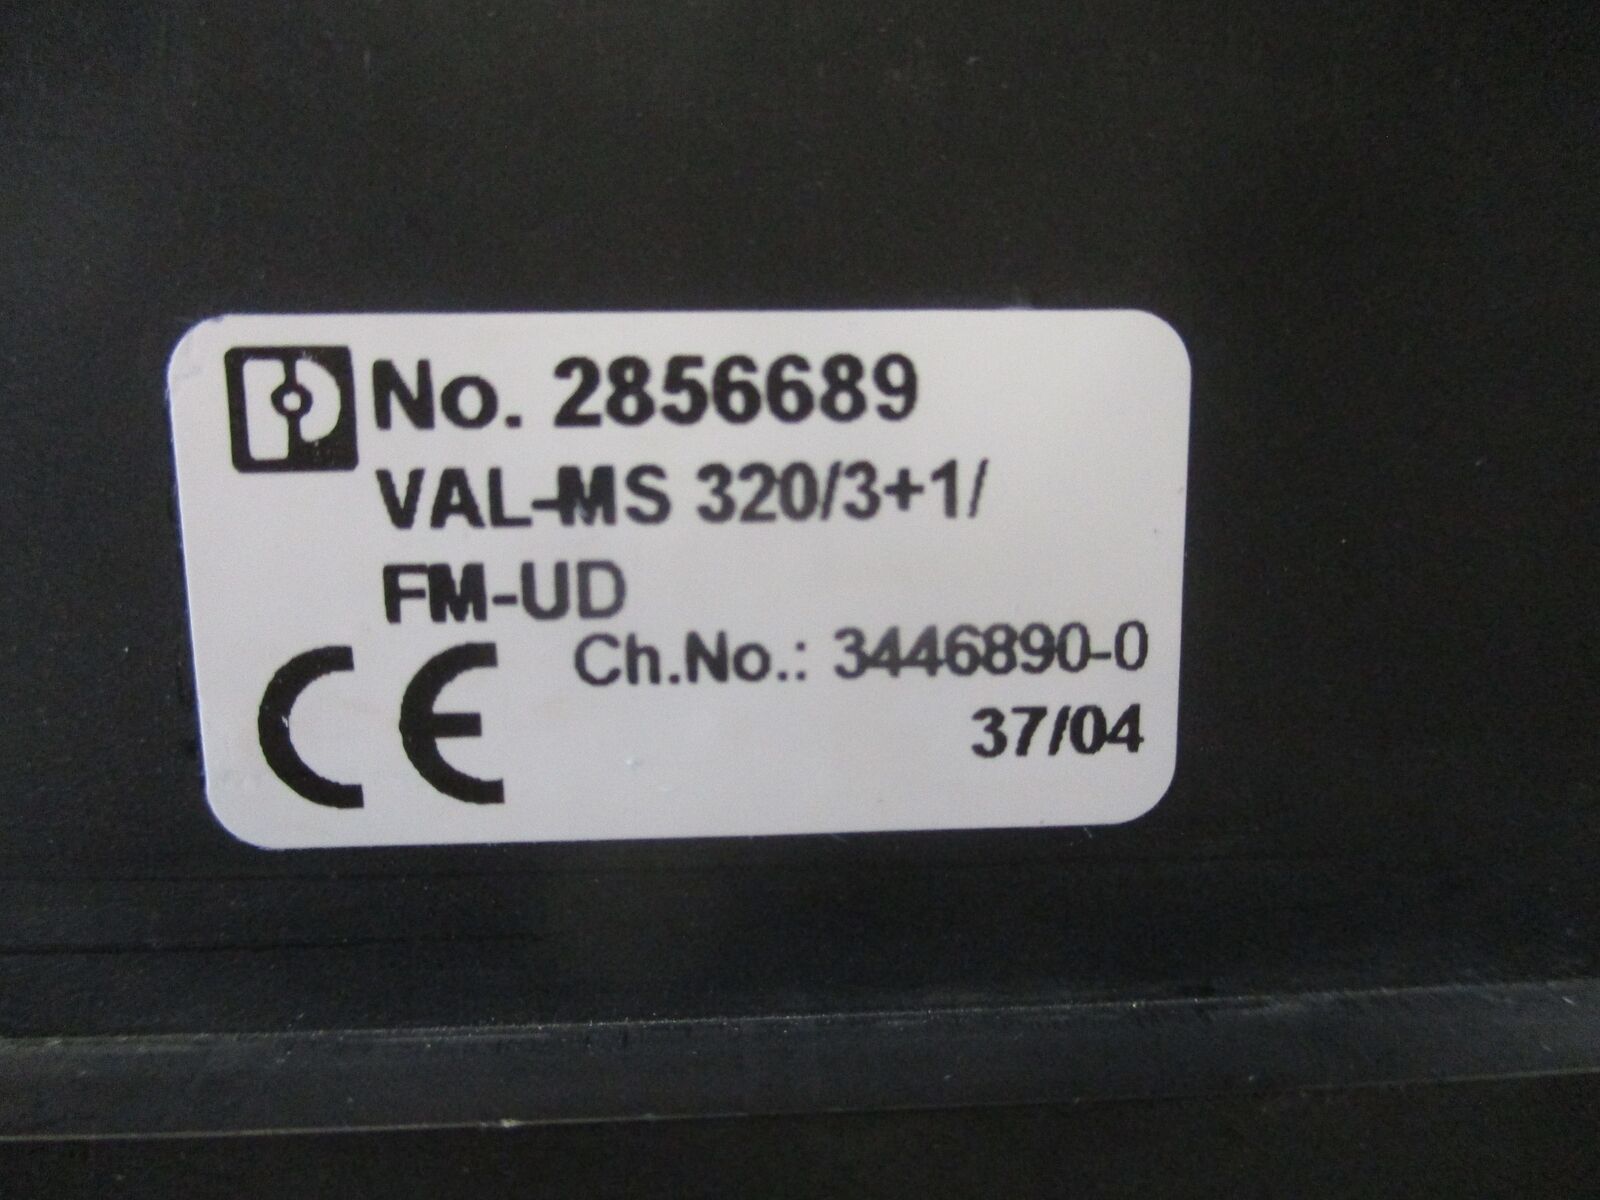 No. 2856689
VAL-MS 320/3+1/
FM-UD
Ch.No.: 3446890-0
CE
37/04